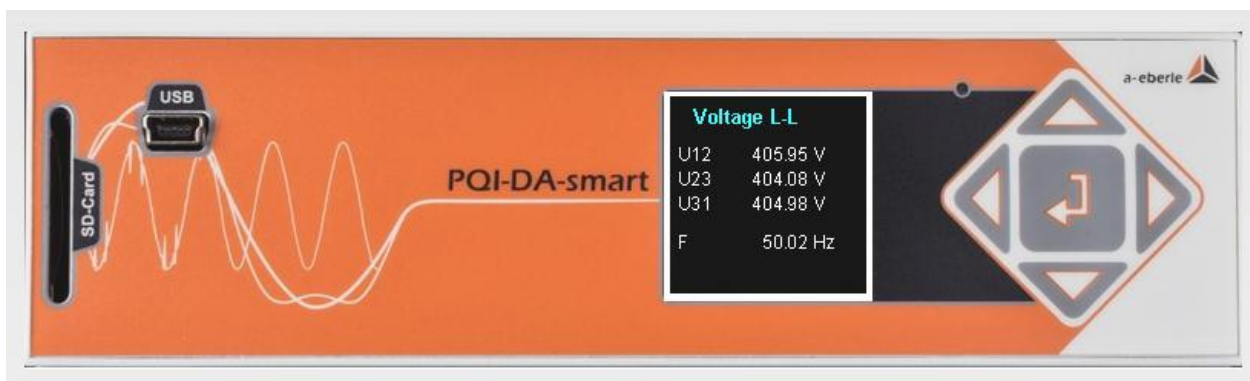 USB
SD-Card
PQI-DA-smart
Voltage L-L
U12 405.95 V
U23 404.08 V
U31 404.98 V
F 50.02 Hz
a-eberle